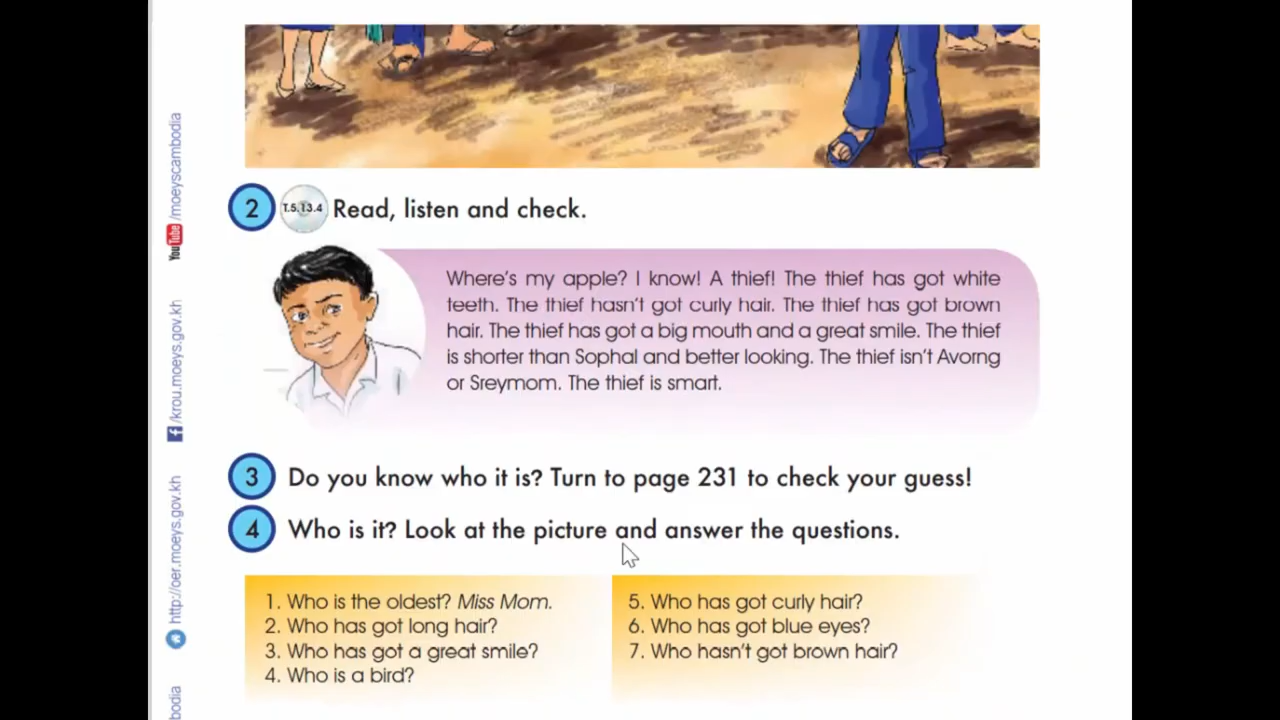 2 T.5.13.4 Read, listen and check.
Where's my apple? I know! A thief! The thief has got white
teeth. The thief hasn't got curly hair. The thief has got brown
hair. The thief has got a big mouth and a great smile. The thief
is shorter than Sophal and better looking. The thief isn't Avorng
or Sreymom. The thief is smart.
3 Do you know who it is? Turn to page 231 to check your guess!
4 Who is it? Look at the picture and answer the questions.
1. Who is the oldest? Miss Mom.
2. Who has got long hair?
3. Who has got a great smile?
4. Who is a bird?
5. Who has got curly hair?
6. Who has got blue eyes?
7. Who hasn't got brown hair?
YouTube /moeyscambodia
f /krou.moeys.gov.kh
http://oer.moeys.gov.kh
bodia